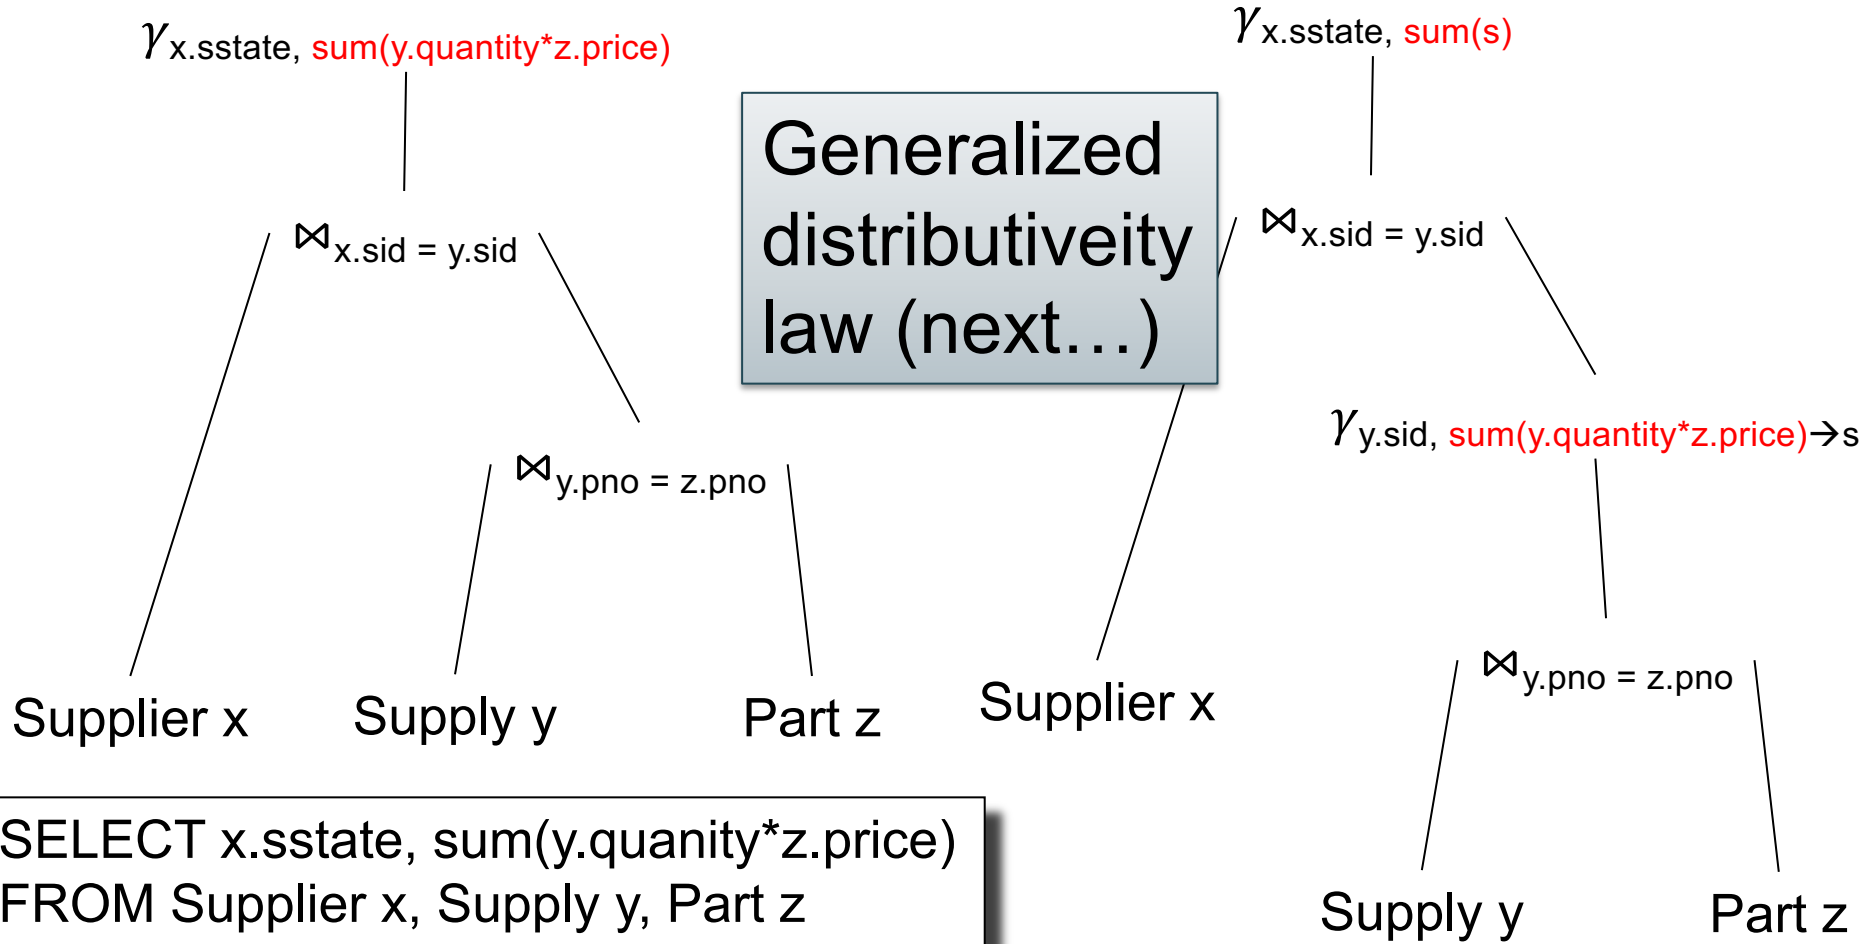 γx.sstate, sum(y.quantity*z.price)
⋈x.sid = y.sid
⋈y.pno = z.pno
Supplier x
Supply y
Part z
Generalized
distributiveity
law (next…)
γx.sstate, sum(s)
⋈x.sid = y.sid
γy.sid, sum(y.quantity*z.price)→s
Supplier x
⋈y.pno = z.pno
Supply y
Part z
SELECT x.sstate, sum(y.quanity*z.price)
FROM Supplier x, Supply y, Part z